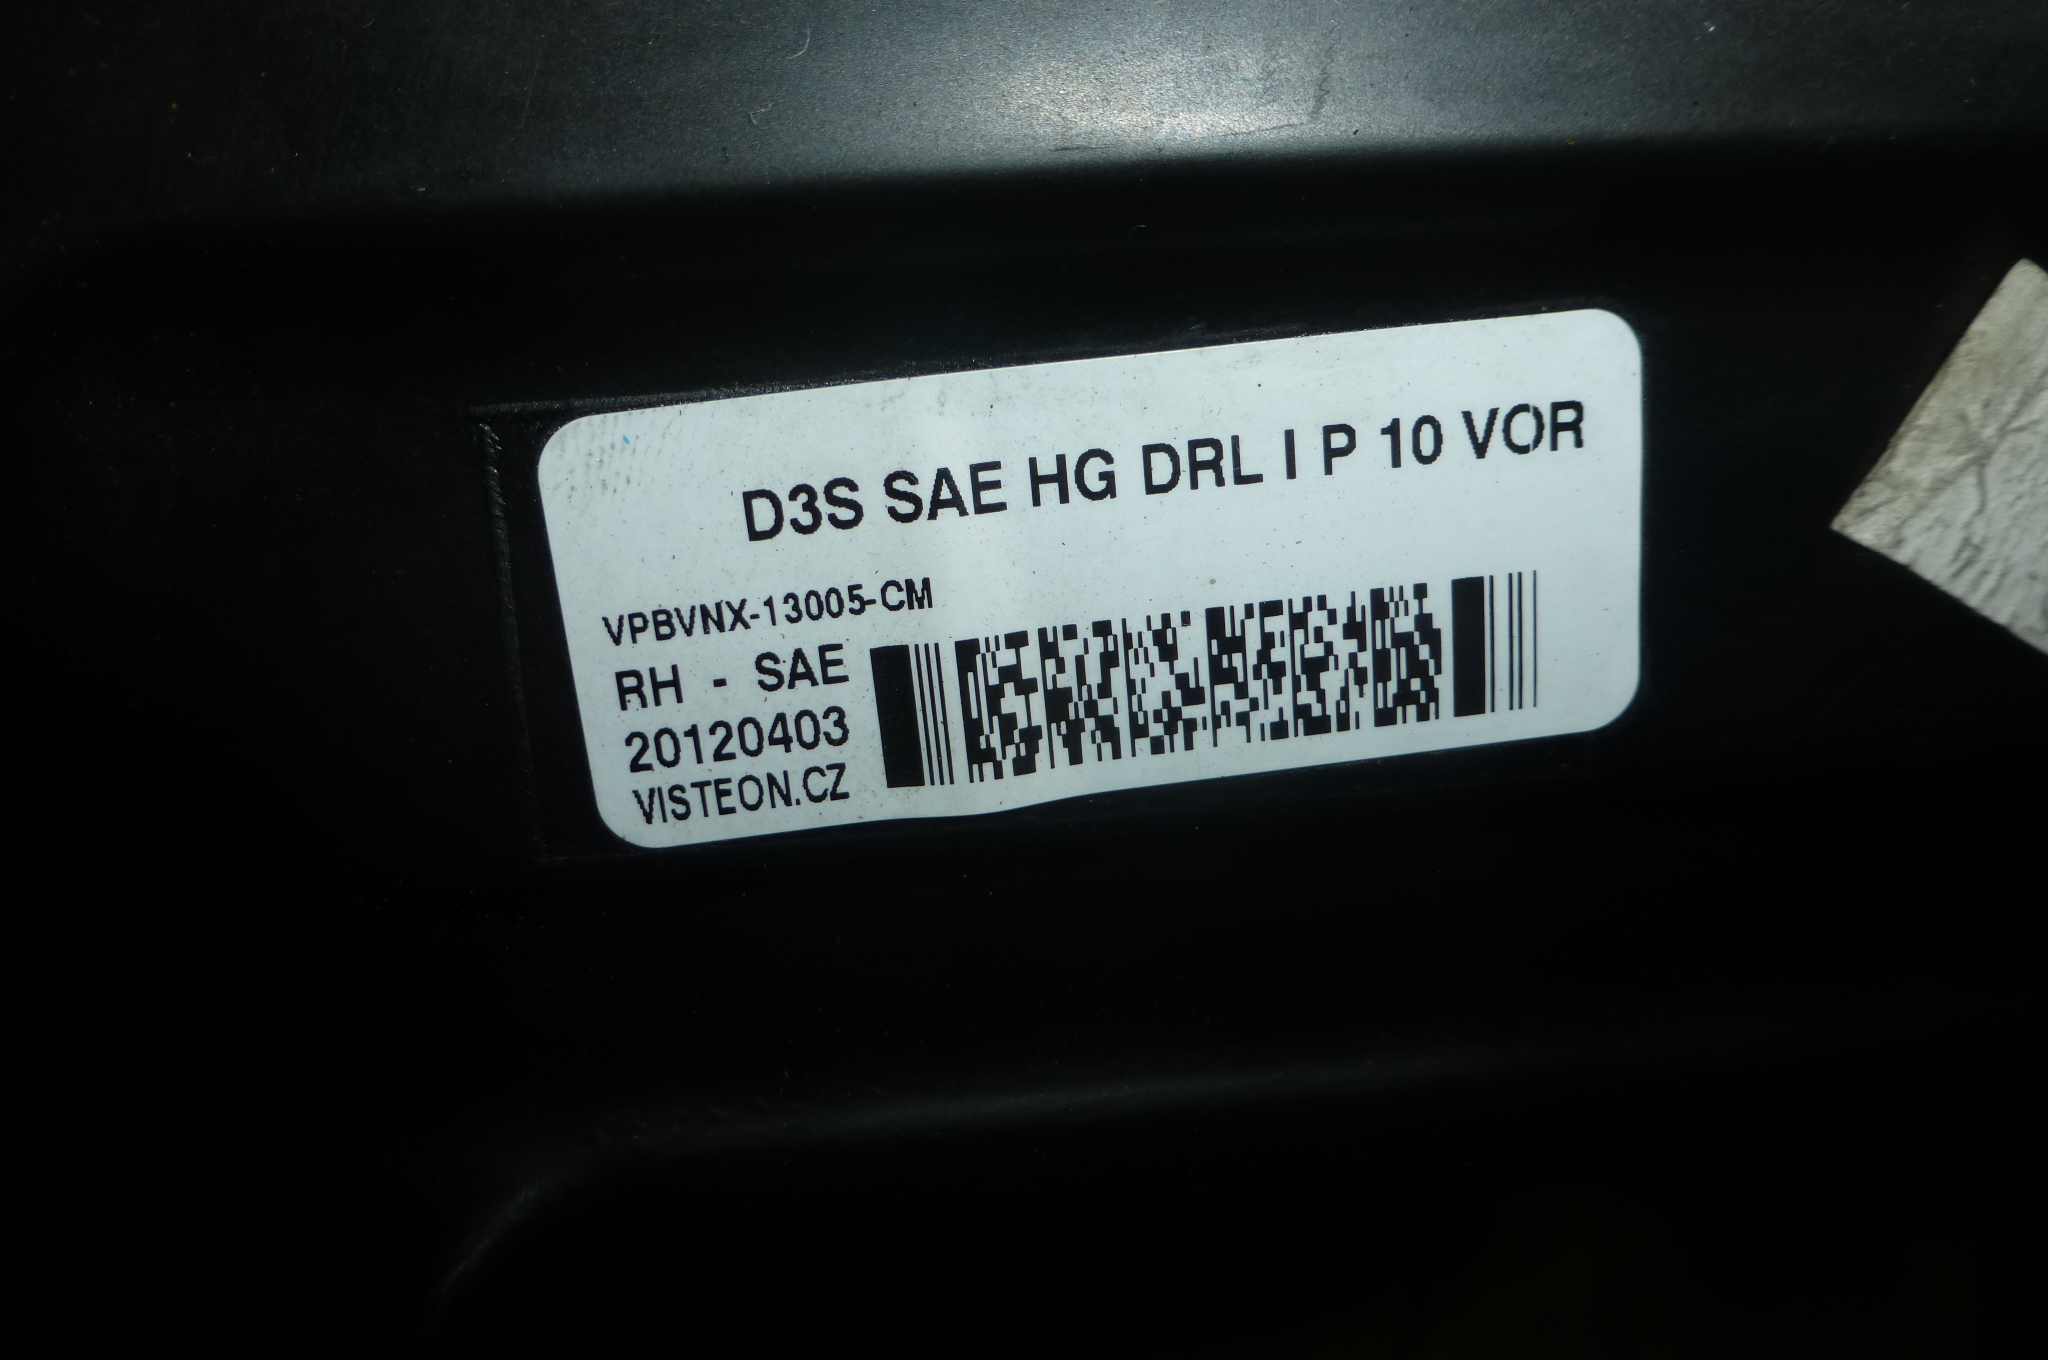 D3S SAE HG DRL I P 10 VOR
VPBVNX-13005-CM
RH - SAE
20120403
VISTEON.CZ